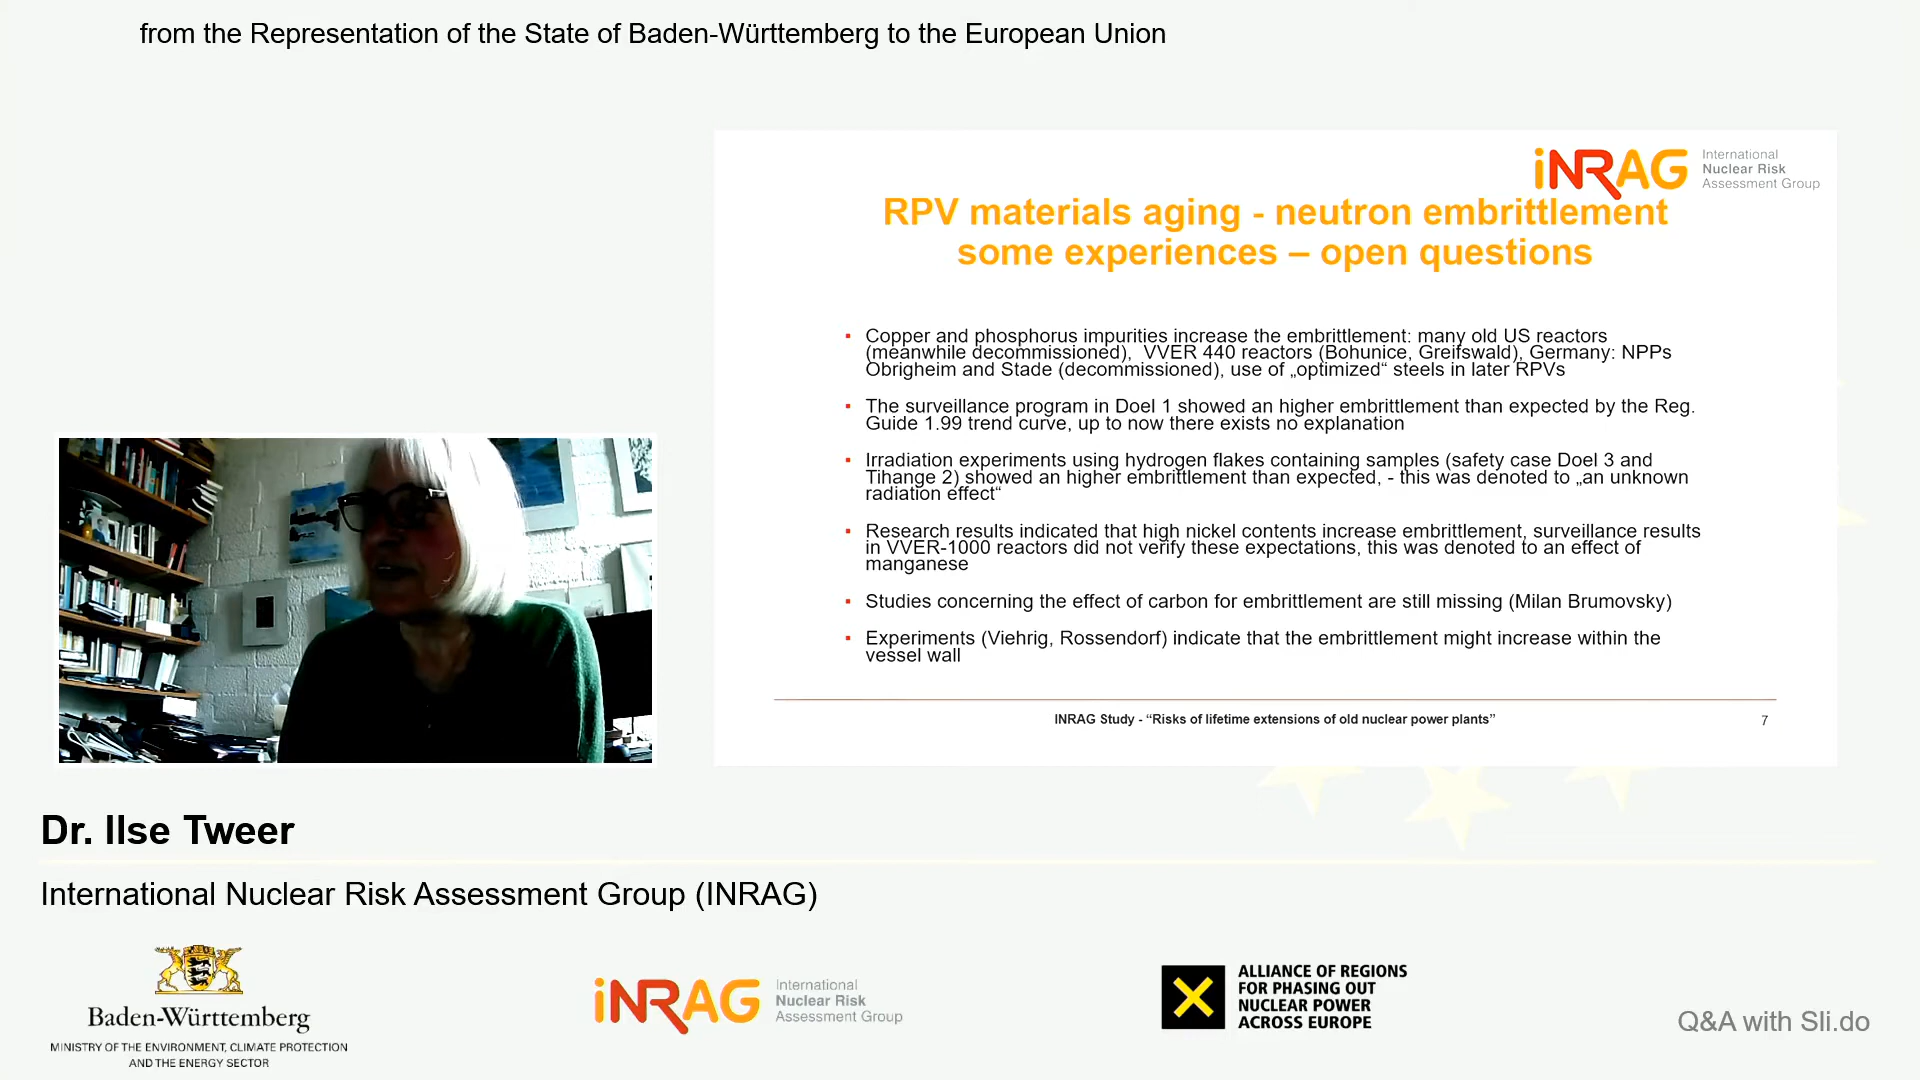 from the Representation of the State of Baden-Württemberg to the European Union
iNRAG
International
Nuclear Risk
Assessment Group
RPV materials aging - neutron embrittlement
some experiences – open questions
▪ Copper and phosphorus impurities increase the embrittlement: many old US reactors
(meanwhile decommissioned), VVER 440 reactors (Bohunice, Greifswald), Germany: NPPs
Obrigheim and Stade (decommissioned), use of „optimized“ steels in later RPVs
▪ The surveillance program in Doel 1 showed an higher embrittlement than expected by the Reg.
Guide 1.99 trend curve, up to now there exists no explanation
▪ Irradiation experiments using hydrogen flakes containing samples (safety case Doel 3 and
Tihange 2) showed an higher embrittlement than expected, - this was denoted to „an unknown
radiation effect“
▪ Research results indicated that high nickel contents increase embrittlement, surveillance results
in VVER-1000 reactors did not verify these expectations, this was denoted to an effect of
manganese
▪ Studies concerning the effect of carbon for embrittlement are still missing (Milan Brumovsky)
▪ Experiments (Viehrig, Rossendorf) indicate that the embrittlement might increase within the
vessel wall
INRAG Study - “Risks of lifetime extensions of old nuclear power plants”
7
Dr. Ilse Tweer
International Nuclear Risk Assessment Group (INRAG)
Baden-Württemberg
MINISTRY OF THE ENVIRONMENT, CLIMATE PROTECTION
AND THE ENERGY SECTOR
iNRAG
International
Nuclear Risk
Assessment Group
ALLIANCE OF REGIONS
FOR PHASING OUT
NUCLEAR POWER
ACROSS EUROPE
Q&A with Sli.do